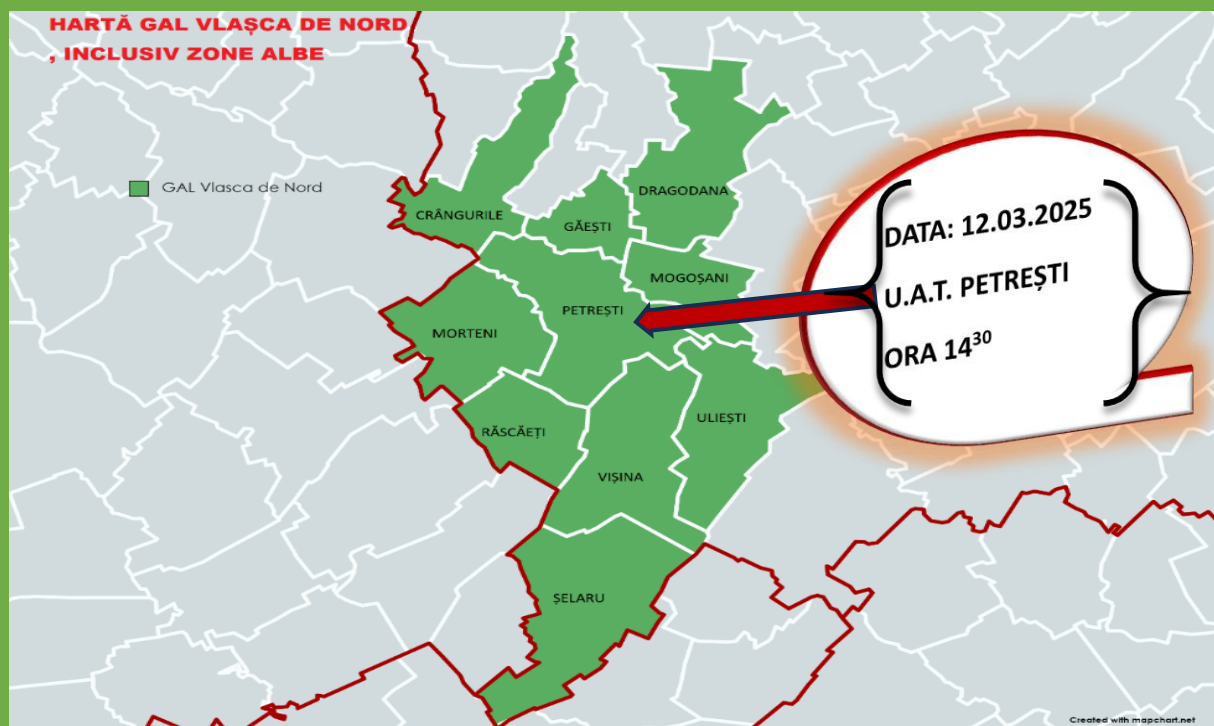 HARTĂ GAL VLAȘCA DE NORD
, INCLUSIV ZONE ALBE
GAL Vlasca de Nord
DRAGODANA
CRÂNGURILE
GĂEȘTI
MOGOȘANI
PETREȘTI
MORTENI
ULIEȘTI
RĂSCĂEȚI
VIȘINA
ȘELARU
DATA: 12.03.2025
U.A.T. PETREȘTI
ORA 14³⁰
Created with mapchart.net